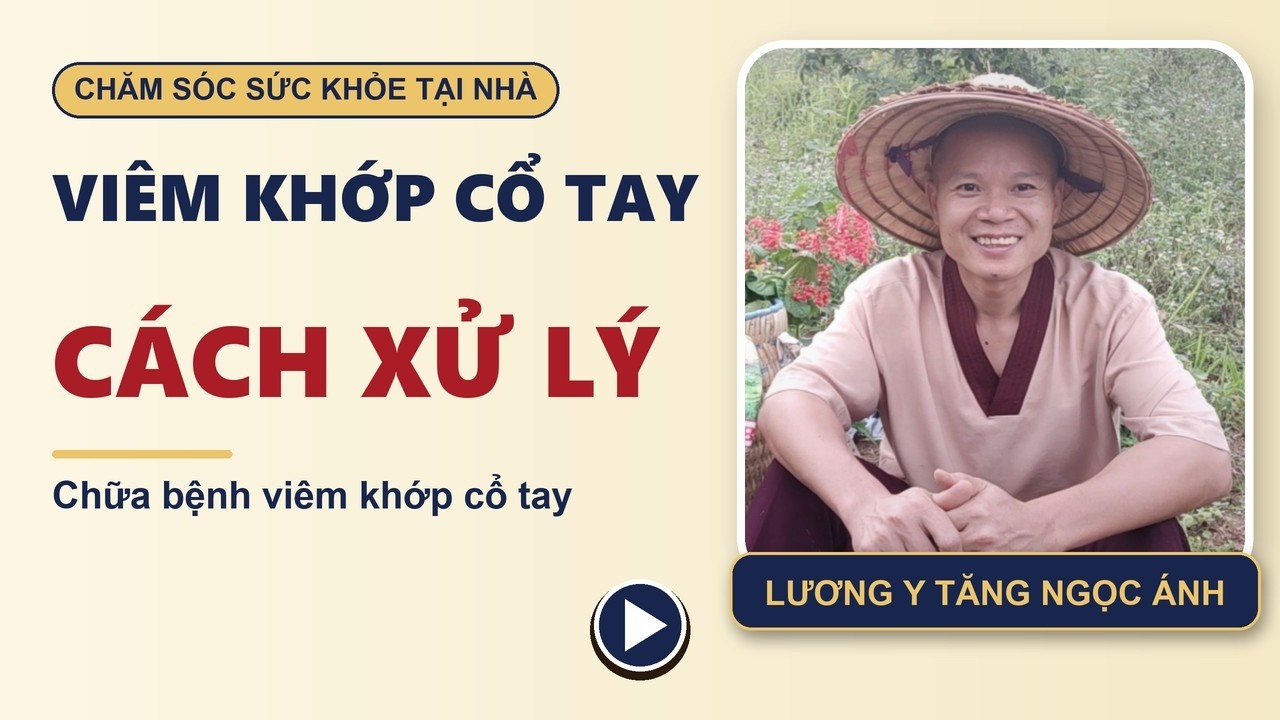 CHĂM SÓC SỨC KHỎE TẠI NHÀ
VIÊM KHỚP CỔ TAY
CÁCH XỬ LÝ
Chữa bệnh viêm khớp cổ tay
LƯƠNG Y TĂNG NGỌC ÁNH